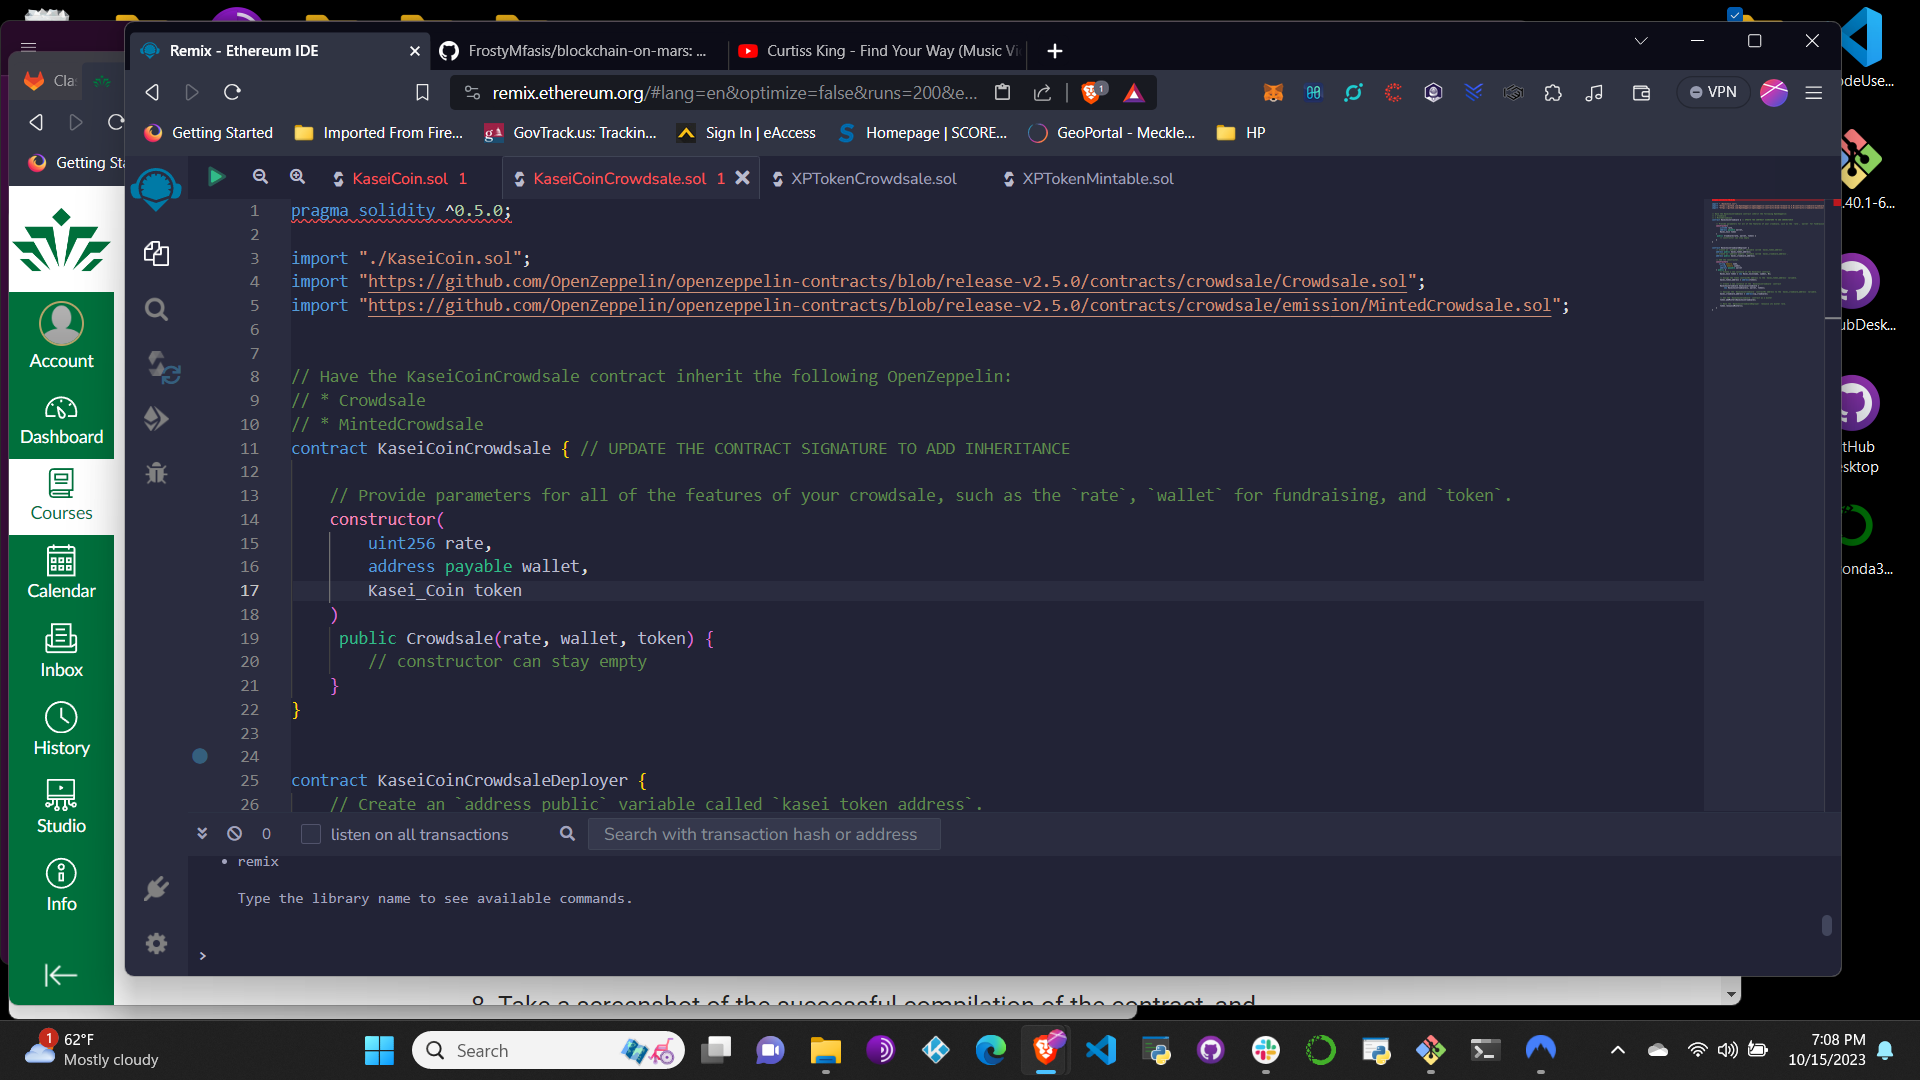 Remix - Ethereum IDE
FrostyMfasis/blockchain-on-mars: ...
Curtiss King - Find Your Way (Music Vi
Cla
remix.ethereum.org/#lang=en&optimize=false&runs=200&e...
1
VPN
Getting Started
Imported From Fire...
GovTrack.us: Trackin...
Sign In | eAccess
Homepage | SCORE...
GeoPortal - Meckle...
HP
Getting Sta
KaseiCoin.sol 1
KaseiCoinCrowdsale.sol 1
XPTokenCrowdsale.sol
XPTokenMintable.sol
1 pragma solidity ^0.5.0;
2
3 import "./KaseiCoin.sol";
4 import "https://github.com/OpenZeppelin/openzeppelin-contracts/blob/release-v2.5.0/contracts/crowdsale/Crowdsale.sol";
5 import "https://github.com/OpenZeppelin/openzeppelin-contracts/blob/release-v2.5.0/contracts/crowdsale/emission/MintedCrowdsale.sol";
6
7
8 // Have the KaseiCoinCrowdsale contract inherit the following OpenZeppelin:
9 // * Crowdsale
10 // * MintedCrowdsale
11 contract KaseiCoinCrowdsale { // UPDATE THE CONTRACT SIGNATURE TO ADD INHERITANCE
12
13 // Provide parameters for all of the features of your crowdsale, such as the `rate`, `wallet` for fundraising, and `token`.
14 constructor(
15 uint256 rate,
16 address payable wallet,
17 Kasei_Coin token
18 )
19 public Crowdsale(rate, wallet, token) {
20 // constructor can stay empty
21 }
22 }
23
24
25 contract KaseiCoinCrowdsaleDeployer {
26 // Create an `address public` variable called `kasei_token_address`.
0
listen on all transactions
Search with transaction hash or address
• remix
Type the library name to see available commands.
>
Account
Dashboard
Courses
Calendar
Inbox
History
Studio
Info
8. Take a screenshot of the successful compilation of the contract, and
odeUse...
.40.1-6...
ubDesk...
tHub
sktop
onda3...
1
62°F
Mostly cloudy
Search
7:08 PM
10/15/2023